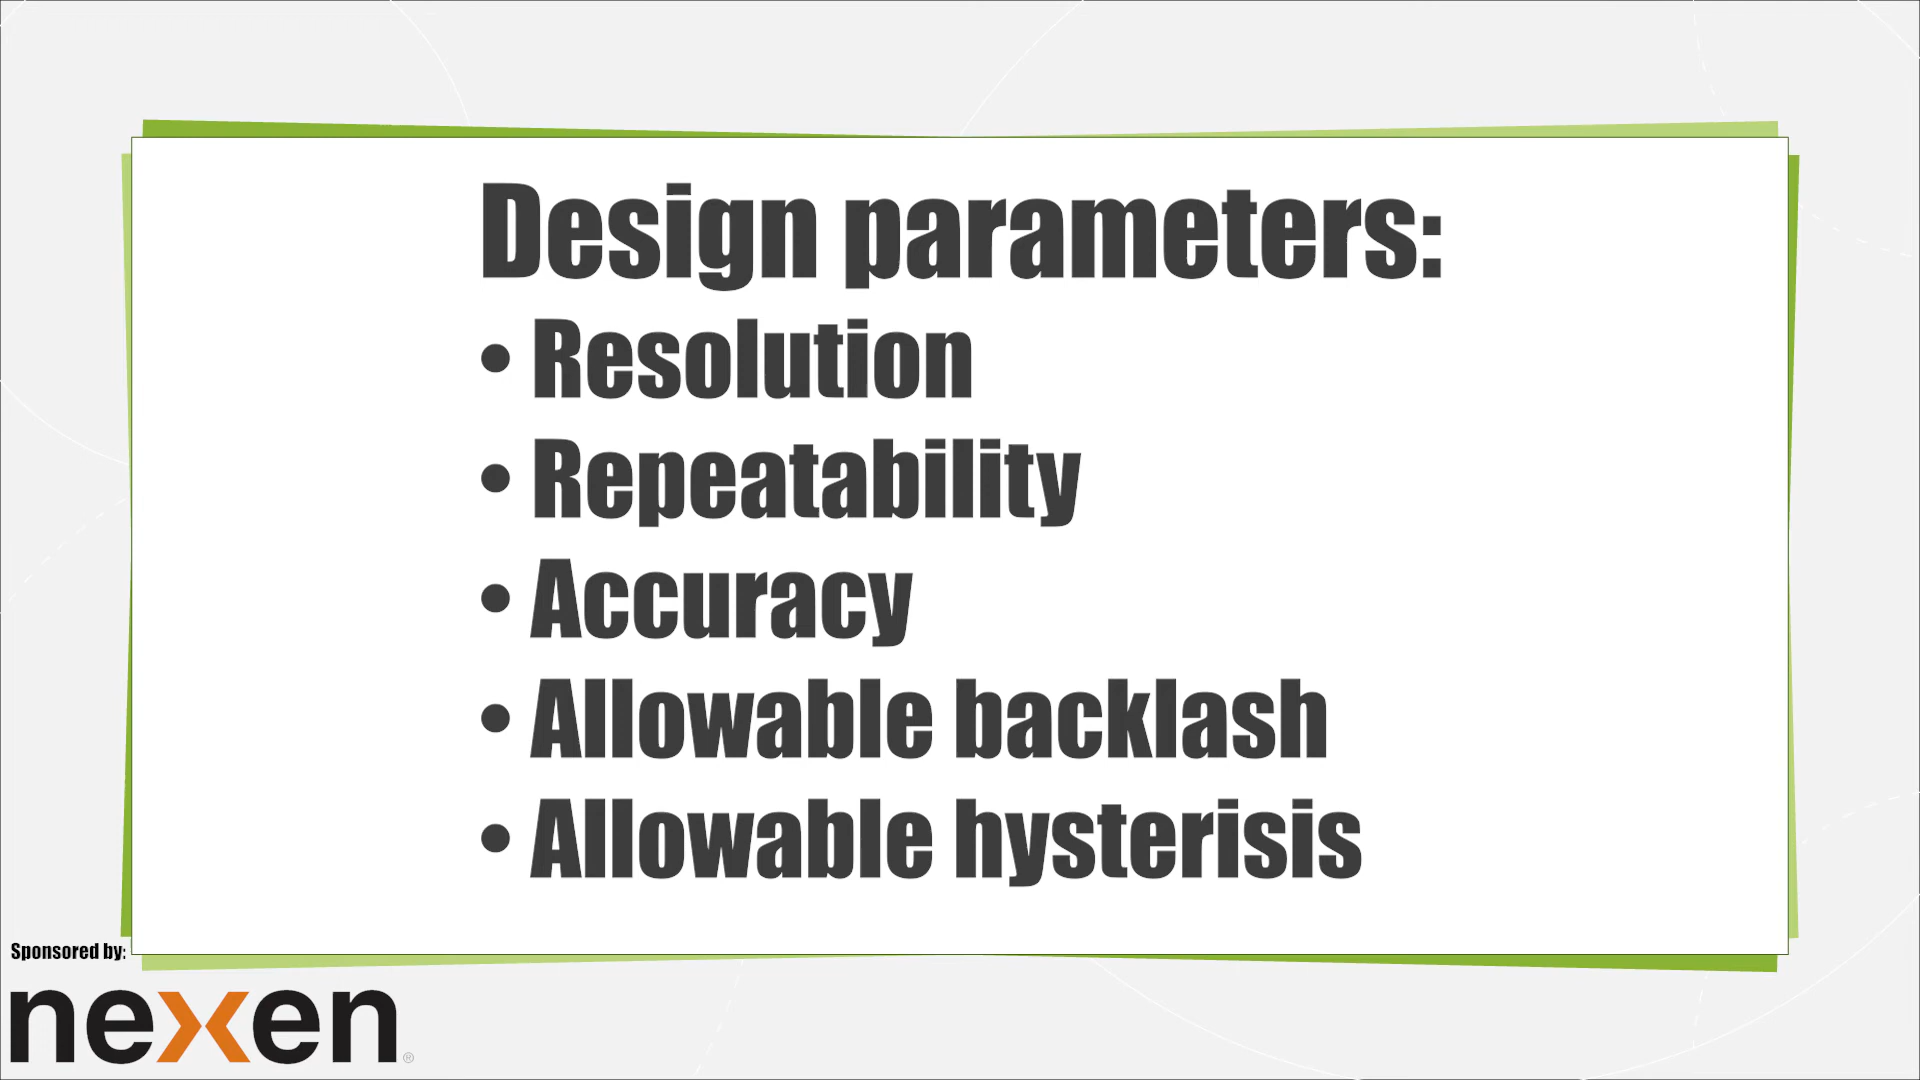 Design parameters:
• Resolution
• Repeatability
• Accuracy
• Allowable backlash
• Allowable hysterisis
Sponsored by:
nexen®